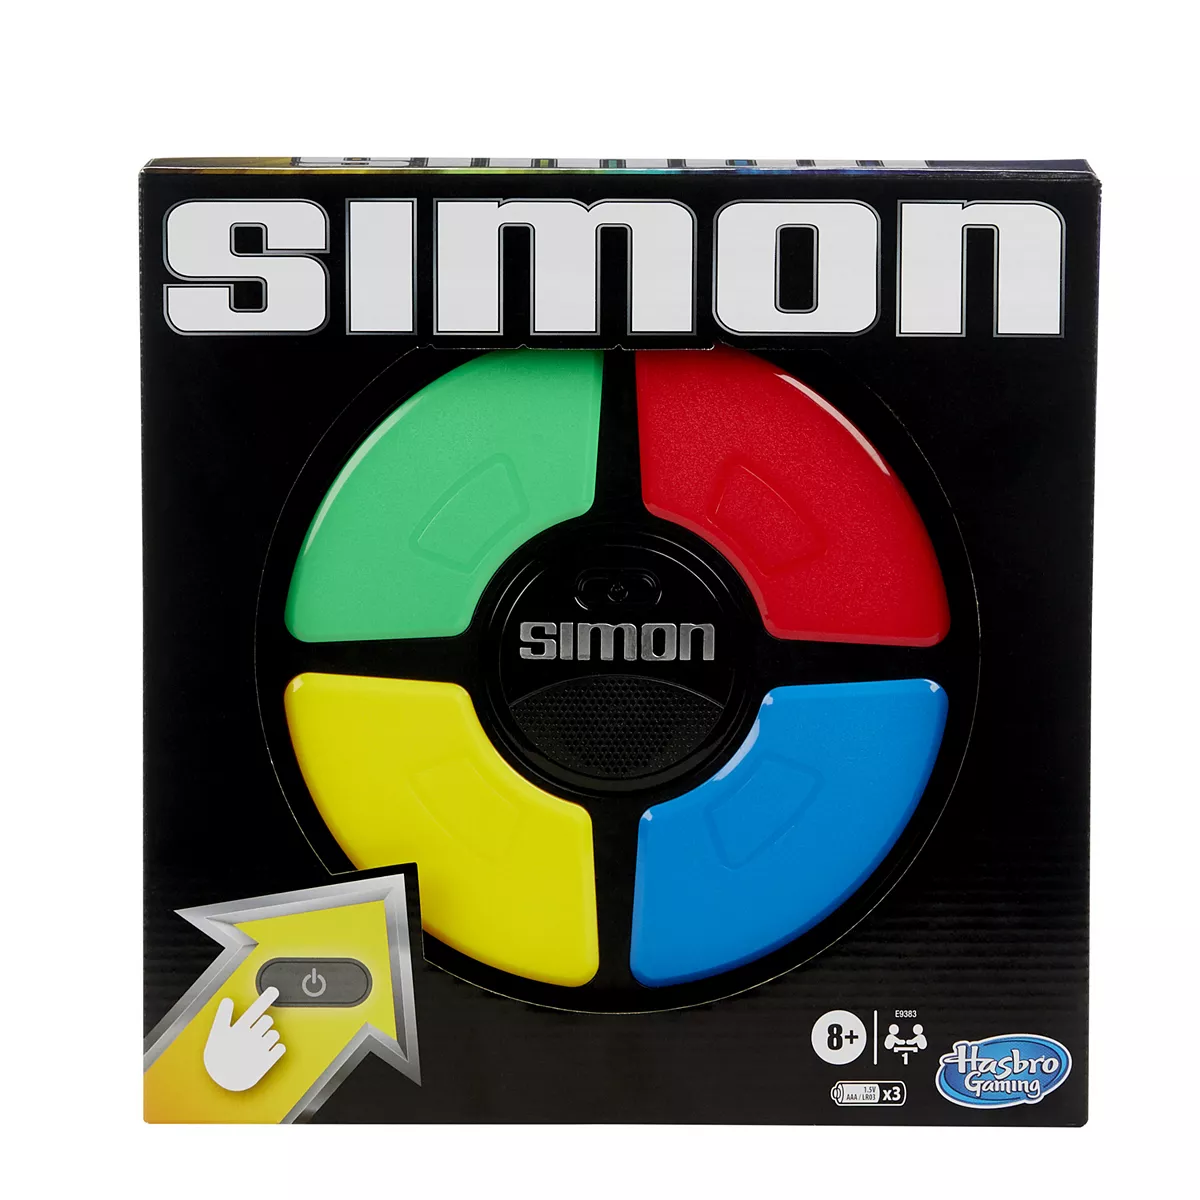 SIMON
SIMON
8+
E9383
1
1.5V
AAA / LR03
x3
Hasbro
Gaming